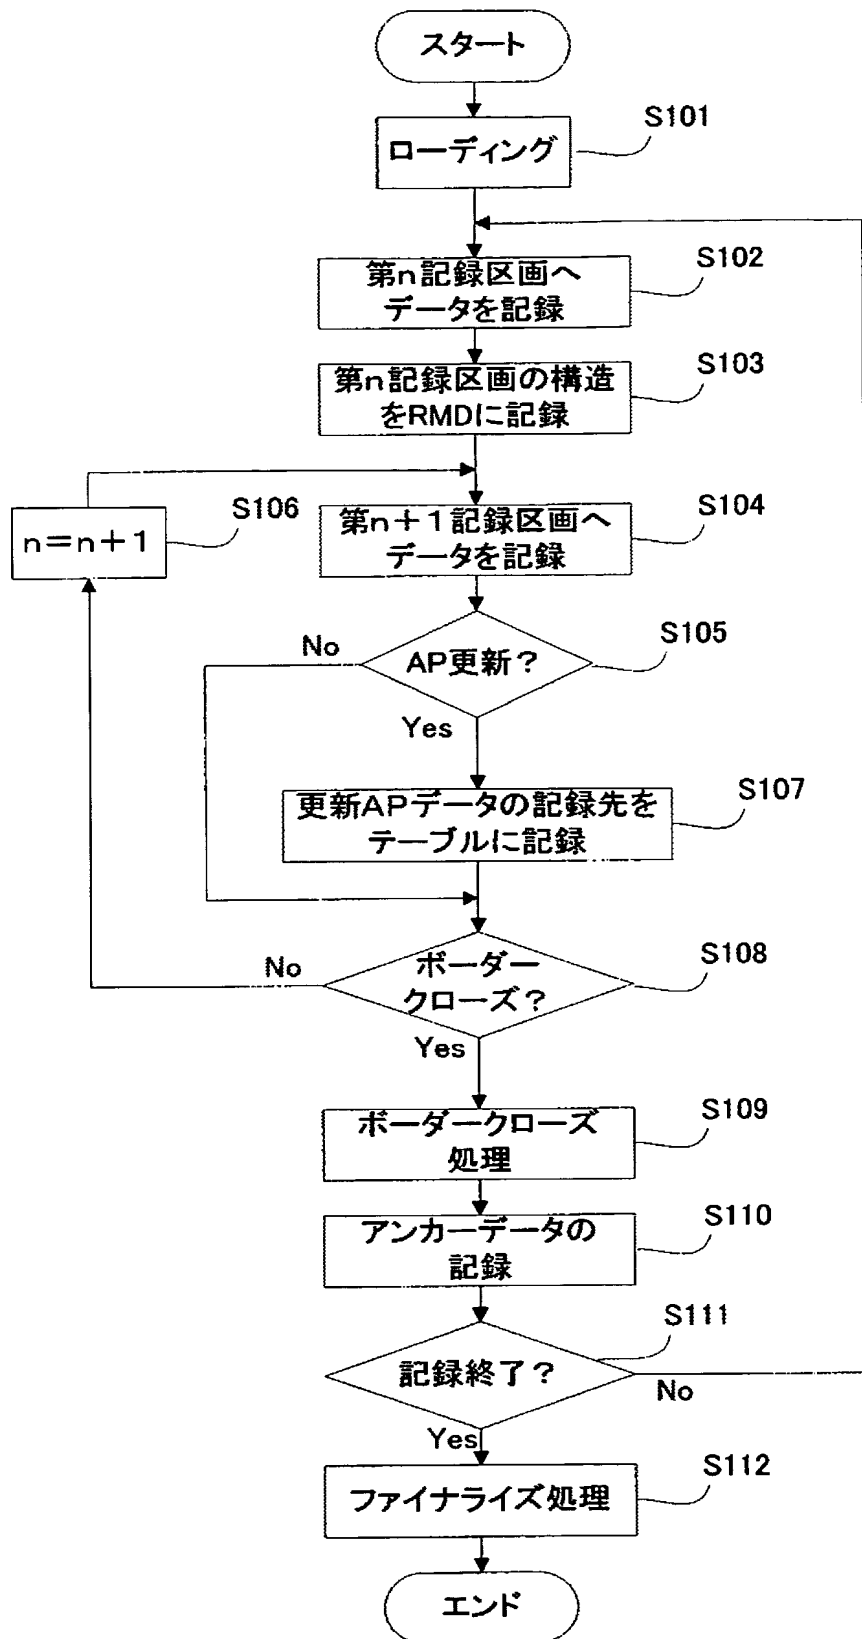 スタート
S101
ローディング
S102
第n記録区画へ
データを記録
S103
第n記録区画の構造
をRMDに記録
S106
n=n+1
S104
第n+1記録区画へ
データを記録
S105
No
AP更新?
Yes
S107
更新APデータの記録先を
テーブルに記録
S108
No
ボーダー
クローズ?
Yes
S109
ボーダークローズ
処理
S110
アンカーデータの
記録
S111
記録終了?
No
Yes
S112
ファイナライズ処理
エンド